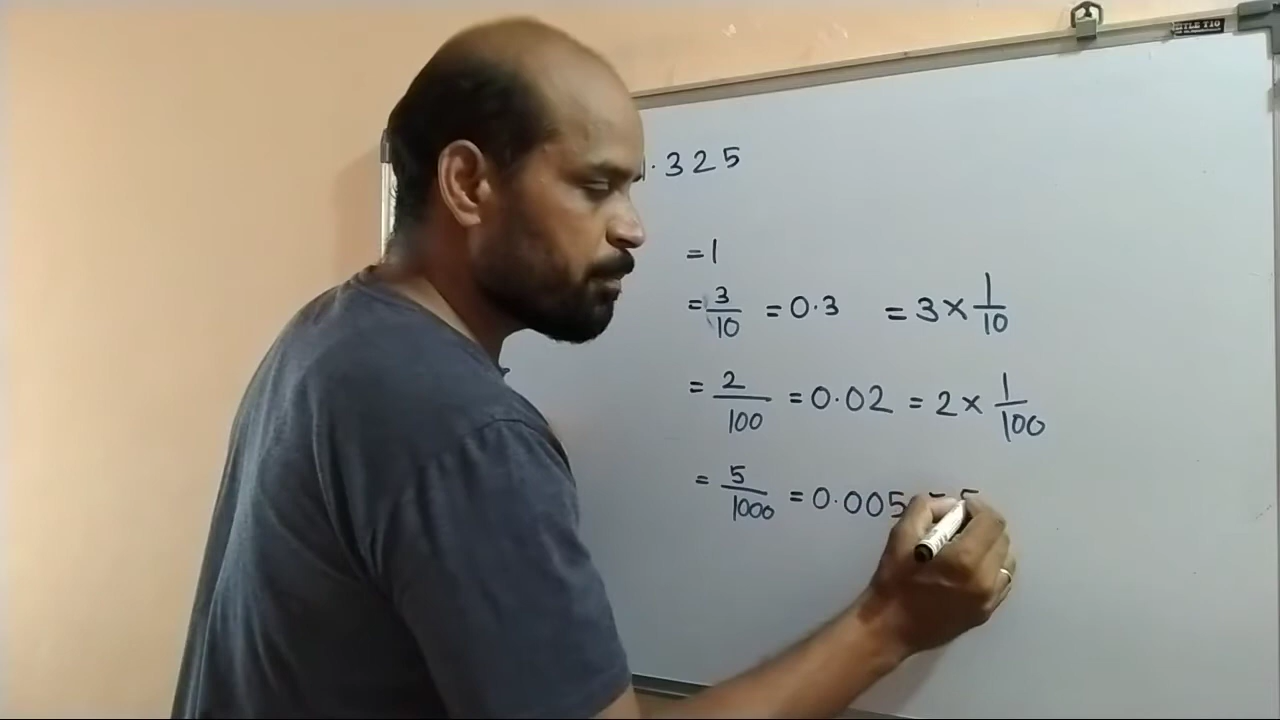 .325
= 1
= 3/10 = 0.3 = 3 × 1/10
= 2/100 = 0.02 = 2 × 1/100
= 5/1000 = 0.005 = 5